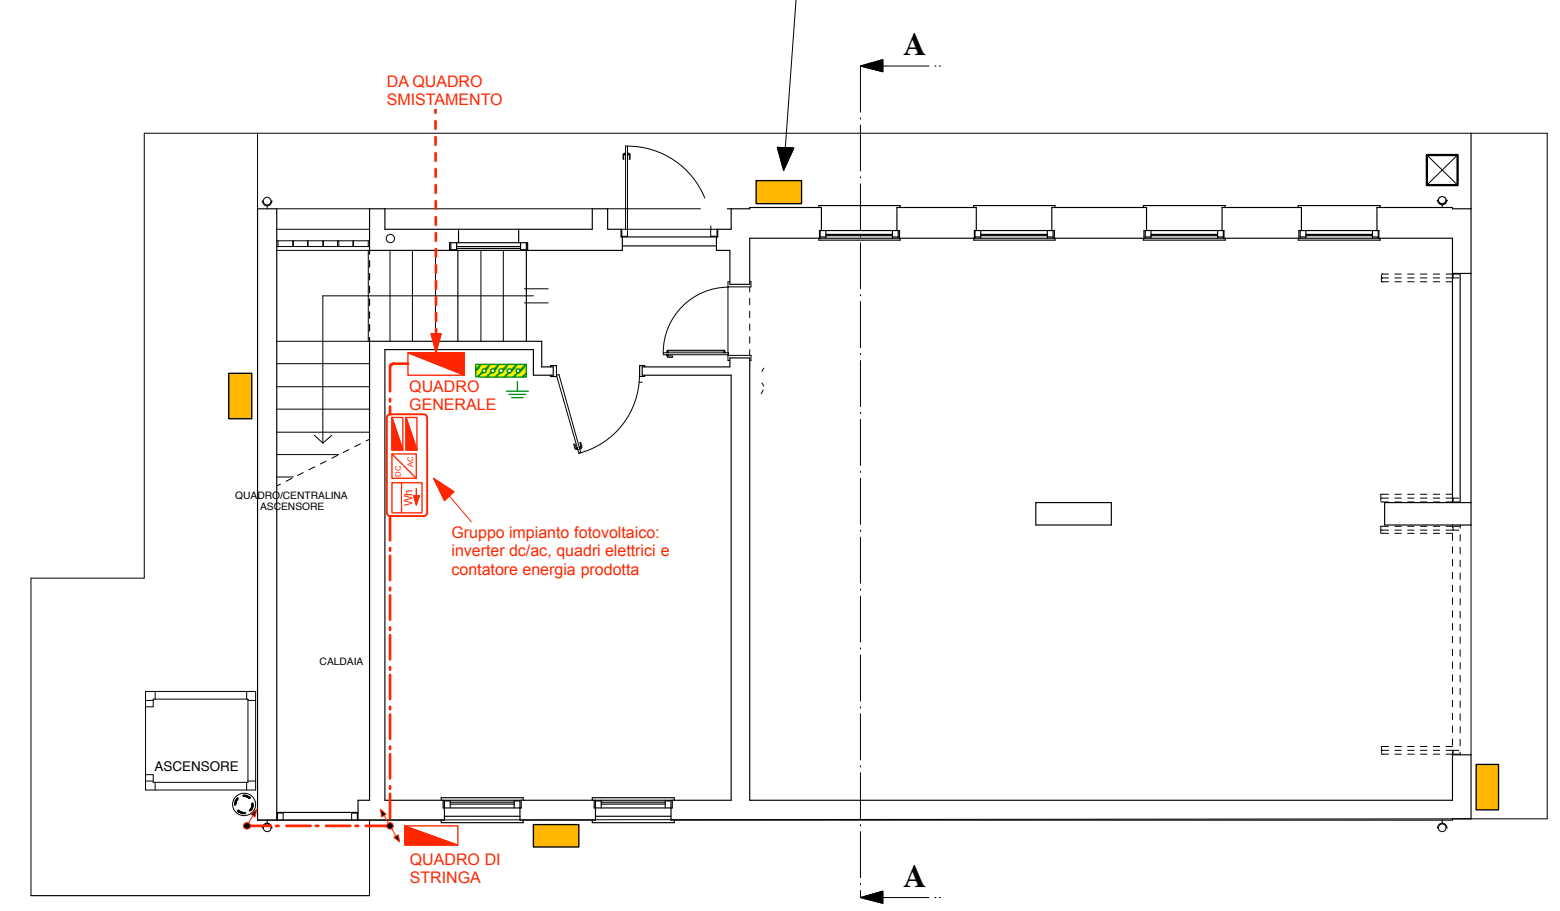 A
DA QUADRO
SMISTAMENTO
QUADRO
GENERALE
DC
AC
Wh
QUADRO/CENTRALINA
ASCENSORE
Gruppo impianto fotovoltaico:
inverter dc/ac, quadri elettrici e
contatore energia prodotta
CALDAIA
ASCENSORE
QUADRO DI
STRINGA
A